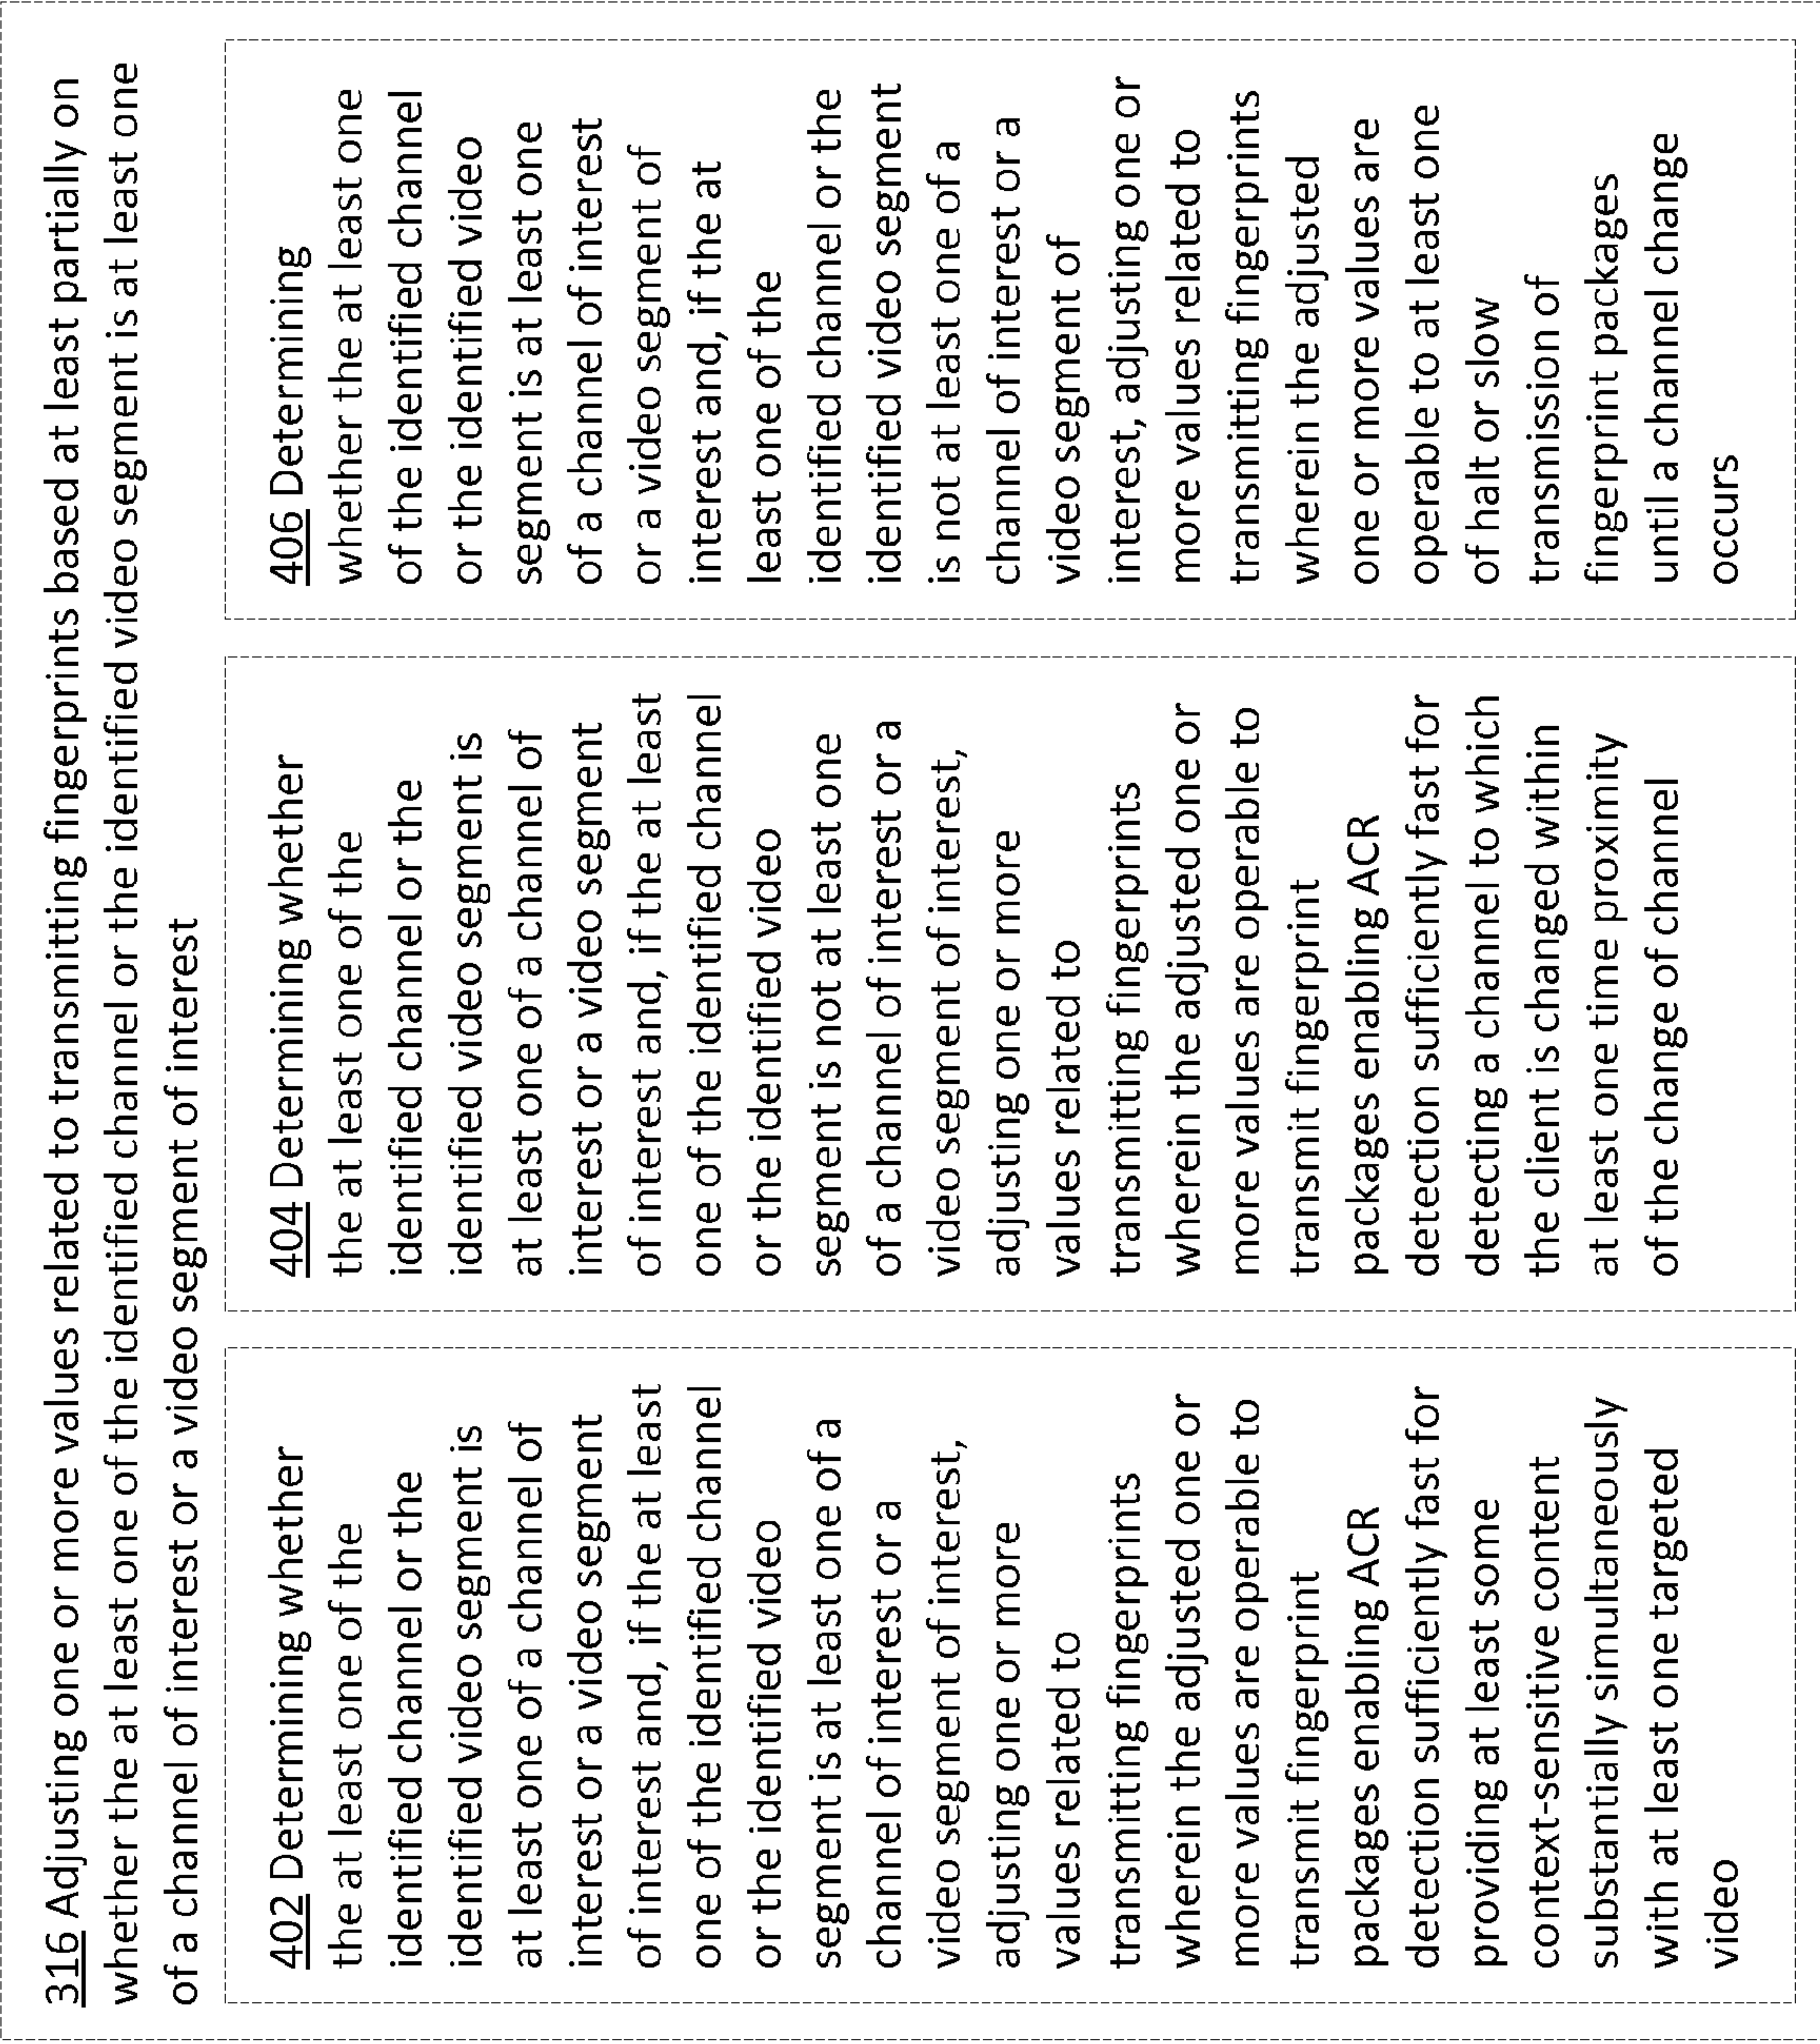 316 Adjusting one or more values related to transmitting fingerprints based at least partially on
whether the at least one of the identified channel or the identified video segment is at least one
of a channel of interest or a video segment of interest
402 Determining whether
the at least one of the
identified channel or the
identified video segment is
at least one of a channel of
interest or a video segment
of interest and, if the at least
one of the identified channel
or the identified video
segment is at least one of a
channel of interest or a
video segment of interest,
adjusting one or more
values related to
transmitting fingerprints
wherein the adjusted one or
more values are operable to
transmit fingerprint
packages enabling ACR
detection sufficiently fast for
providing at least some
context-sensitive content
substantially simultaneously
with at least one targeted
video
404 Determining whether
the at least one of the
identified channel or the
identified video segment is
at least one of a channel of
interest or a video segment
of interest and, if the at least
one of the identified channel
or the identified video
segment is not at least one
of a channel of interest or a
video segment of interest,
adjusting one or more
values related to
transmitting fingerprints
wherein the adjusted one or
more values are operable to
transmit fingerprint
packages enabling ACR
detection sufficiently fast for
detecting a channel to which
the client is changed within
at least one time proximity
of the change of channel
406 Determining
whether the at least one
of the identified channel
or the identified video
segment is at least one
of a channel of interest
or a video segment of
interest and, if the at
least one of the
identified channel or the
identified video segment
is not at least one of a
channel of interest or a
video segment of
interest, adjusting one or
more values related to
transmitting fingerprints
wherein the adjusted
one or more values are
operable to at least one
of halt or slow
transmission of
fingerprint packages
until a channel change
occurs